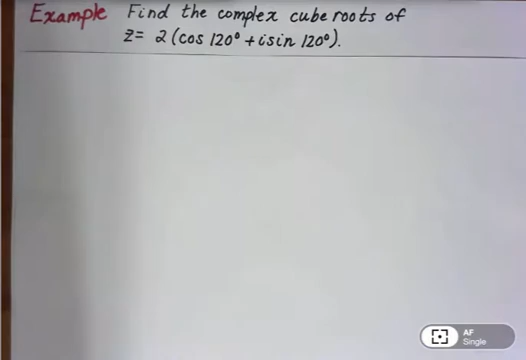 Example Find the complex cube roots of
z= 2 (cos 120° + i sin 120°).
AF
Single